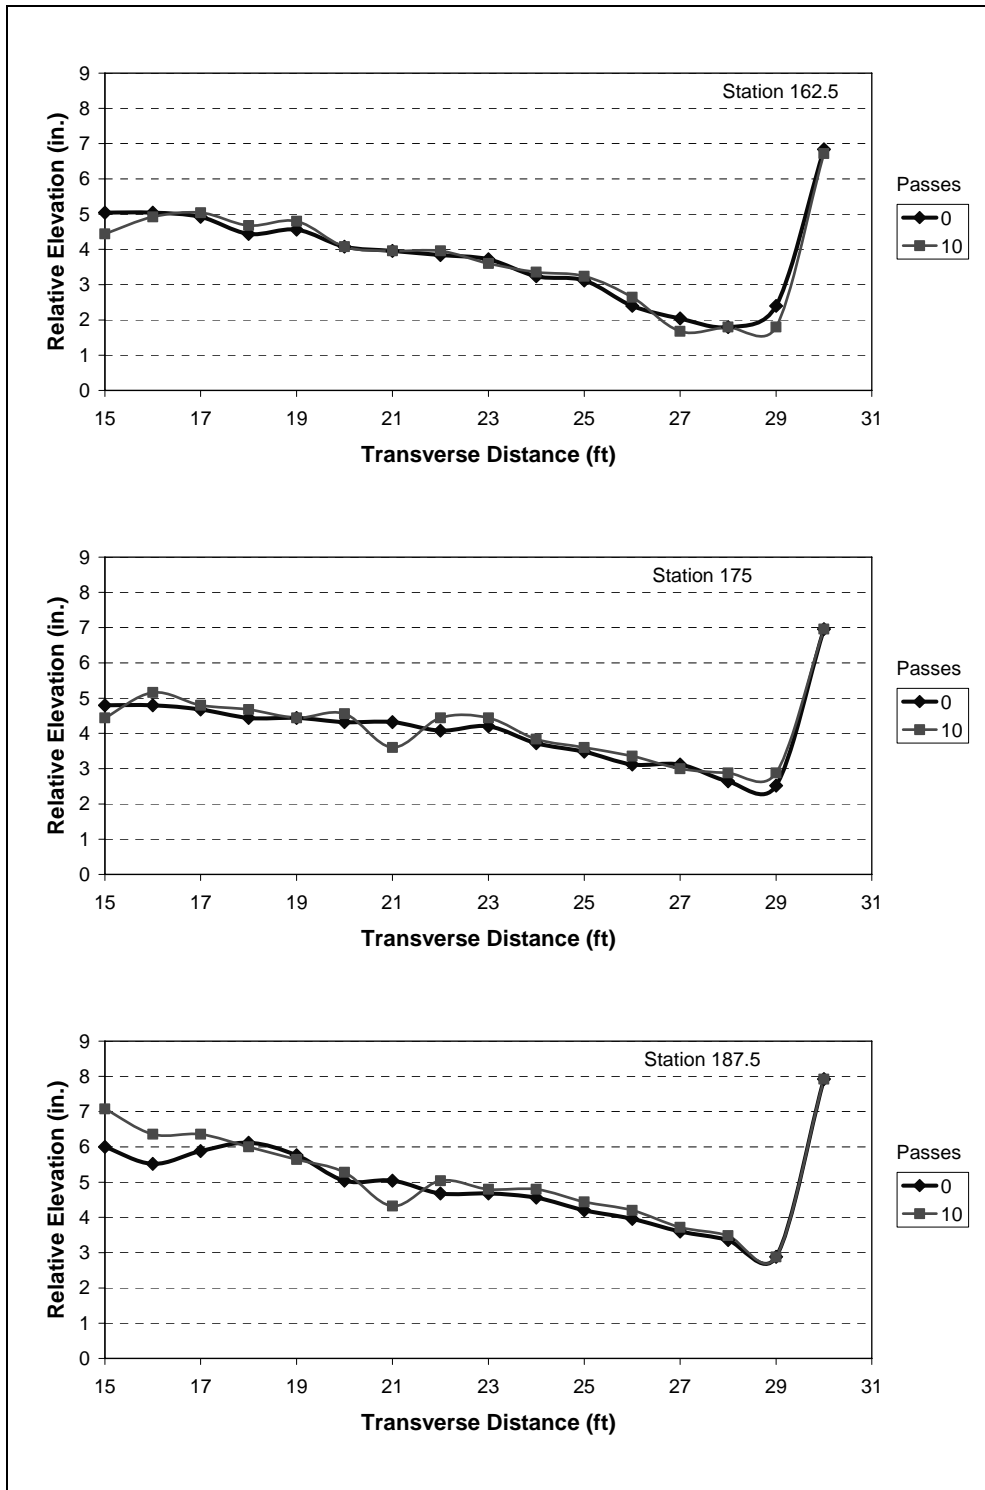 9
Station 162.5
8
7
6
5
4
3
2
1
0
Relative Elevation (in.)
15 17 19 21 23 25 27 29 31
Transverse Distance (ft)
Passes
0
10
9
Station 175
8
7
6
5
4
3
2
1
0
Relative Elevation (in.)
15 17 19 21 23 25 27 29 31
Transverse Distance (ft)
Passes
0
10
9
Station 187.5
8
7
6
5
4
3
2
1
0
Relative Elevation (in.)
15 17 19 21 23 25 27 29 31
Transverse Distance (ft)
Passes
0
10